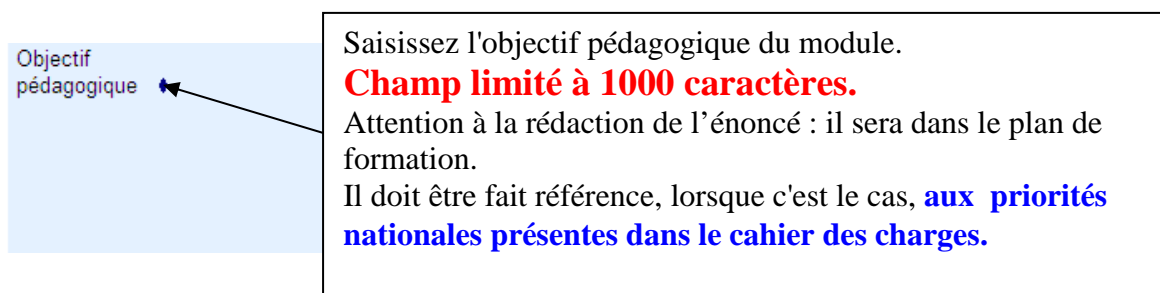 Objectif
pédagogique
Saisissez l'objectif pédagogique du module.
Champ limité à 1000 caractères.
Attention à la rédaction de l’énoncé : il sera dans le plan de
formation.
Il doit être fait référence, lorsque c'est le cas, aux priorités
nationales présentes dans le cahier des charges.